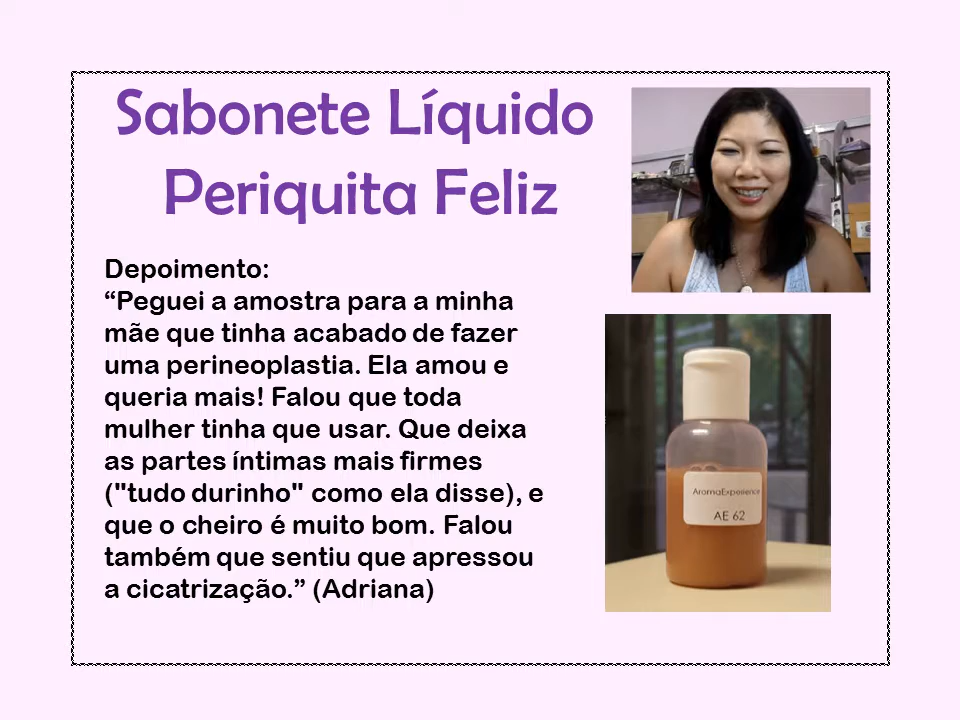 Sabonete Líquido
Periquita Feliz
Depoimento:
“Peguei a amostra para a minha
mãe que tinha acabado de fazer
uma perineoplastia. Ela amou e
queria mais! Falou que toda
mulher tinha que usar. Que deixa
as partes íntimas mais firmes
("tudo durinho" como ela disse), e
que o cheiro é muito bom. Falou
também que sentiu que apressou
a cicatrização.” (Adriana)
AromaExperience
AE 62